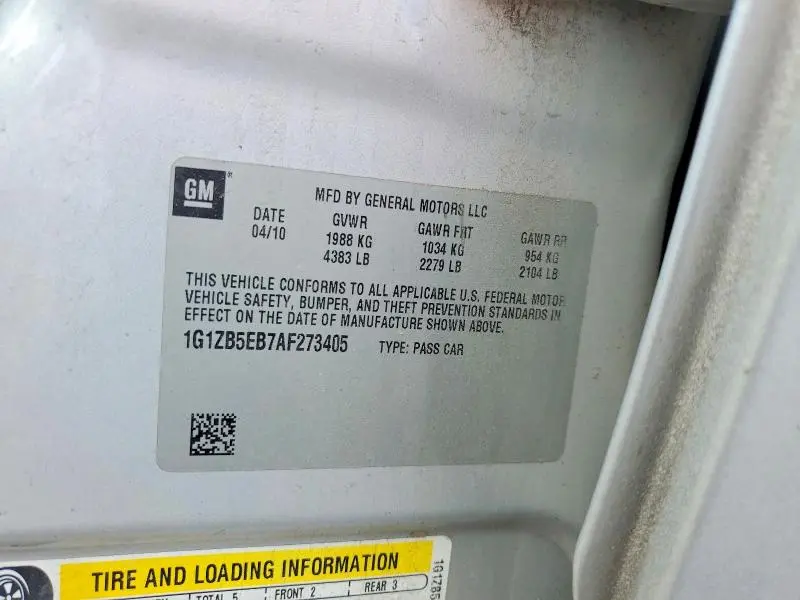 GM ®
MFD BY GENERAL MOTORS LLC
DATE GVWR GAWR FRT GAWR RR
04/10 1988 KG 1034 KG 954 KG
4383 LB 2279 LB 2104 LB
THIS VEHICLE CONFORMS TO ALL APPLICABLE U.S. FEDERAL MOTOR
VEHICLE SAFETY, BUMPER, AND THEFT PREVENTION STANDARDS IN
EFFECT ON THE DATE OF MANUFACTURE SHOWN ABOVE.
1G1ZB5EB7AF273405 TYPE: PASS CAR
TIRE AND LOADING INFORMATION
TOTAL 5 FRONT 2 REAR 3
1G1ZB5